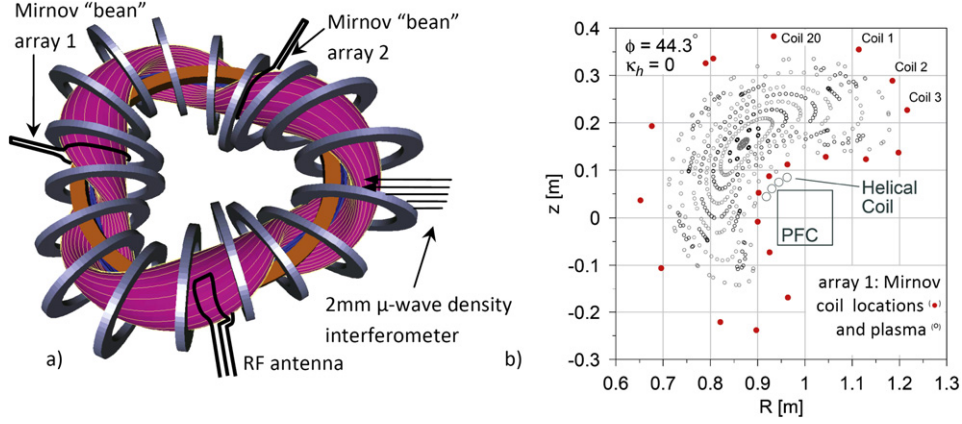 Mirnov “bean”
array 1
Mirnov “bean”
array 2
2mm μ-wave density
interferometer
RF antenna
a)
b)
ϕ = 44.3°
κh = 0
Coil 20
Coil 1
Coil 2
Coil 3
Helical
Coil
PFC
array 1: Mirnov
coil locations (•)
and plasma (o)
z [m]
0.4
0.3
0.2
0.1
0
-0.1
-0.2
-0.3
0.6 0.7 0.8 0.9 1 1.1 1.2 1.3
R [m]